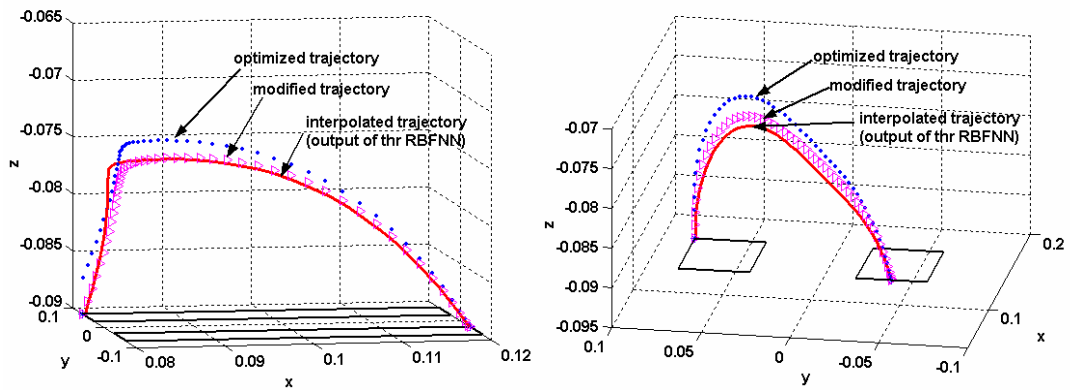 -0.065
-0.07
-0.075
-0.08
-0.085
-0.09
z
0.1
0
-0.1
y
0.08
0.09
0.1
0.11
0.12
x
optimized trajectory
modified trajectory
interpolated trajectory
(output of thr RBFNN)
-0.07
-0.075
-0.08
-0.085
-0.09
-0.095
z
0.1
0.05
0
-0.05
-0.1
y
0.2
0.1
x
optimized trajectory
modified trajectory
interpolated trajectory
(output of thr RBFNN)